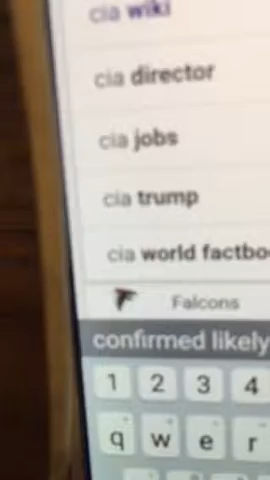 cia wiki
cia director
cia jobs
cia trump
cia world factbo
Falcons
confirmed likely
1 2 3 4
q w e r